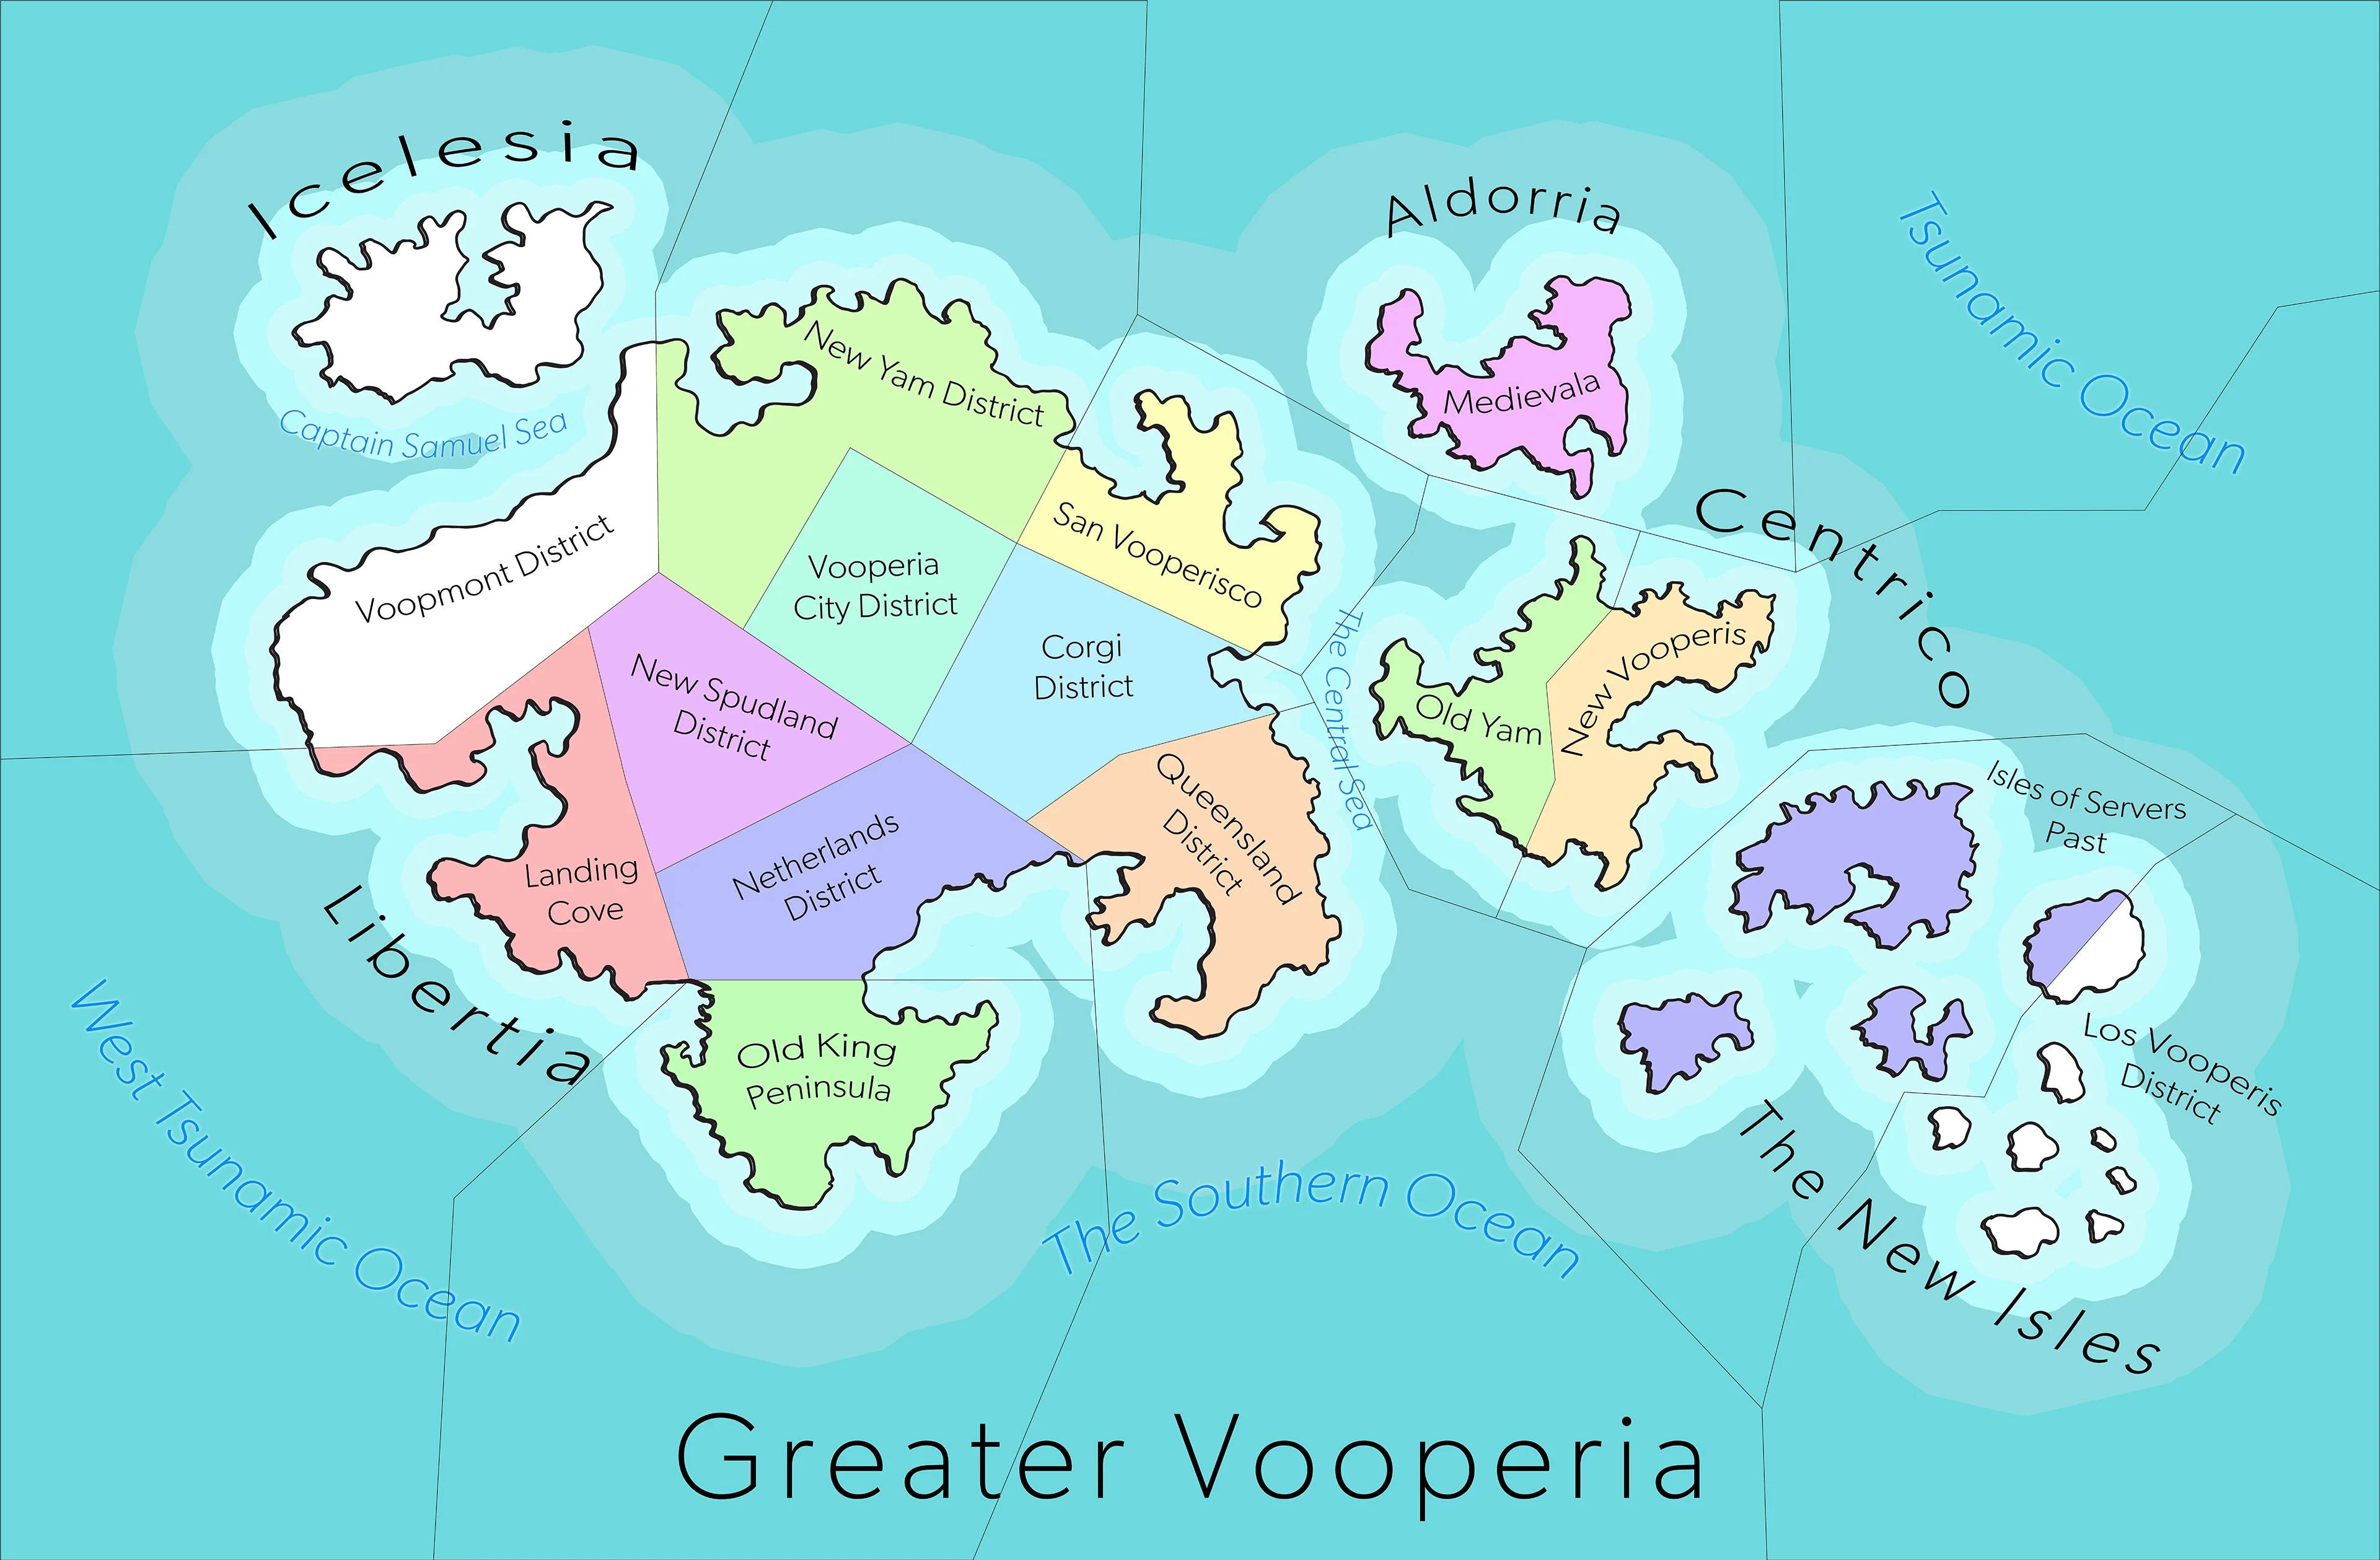 Icelesia
Aldorria
Tsunamic Ocean
Captain Samuel Sea
New Yam District
Medievala
Centrico
San Vooperisco
Voopmont District
Vooperia
City District
Corgi
District
The Central Sea
New Vooperis
Old Yam
New Spudland
District
Isles of Servers
Past
Queensland
District
Netherlands
District
Landing
Cove
Libertia
Old King
Peninsula
Los Vooperis
District
West Tsunamic Ocean
The Southern Ocean
The New Isles
Greater Vooperia